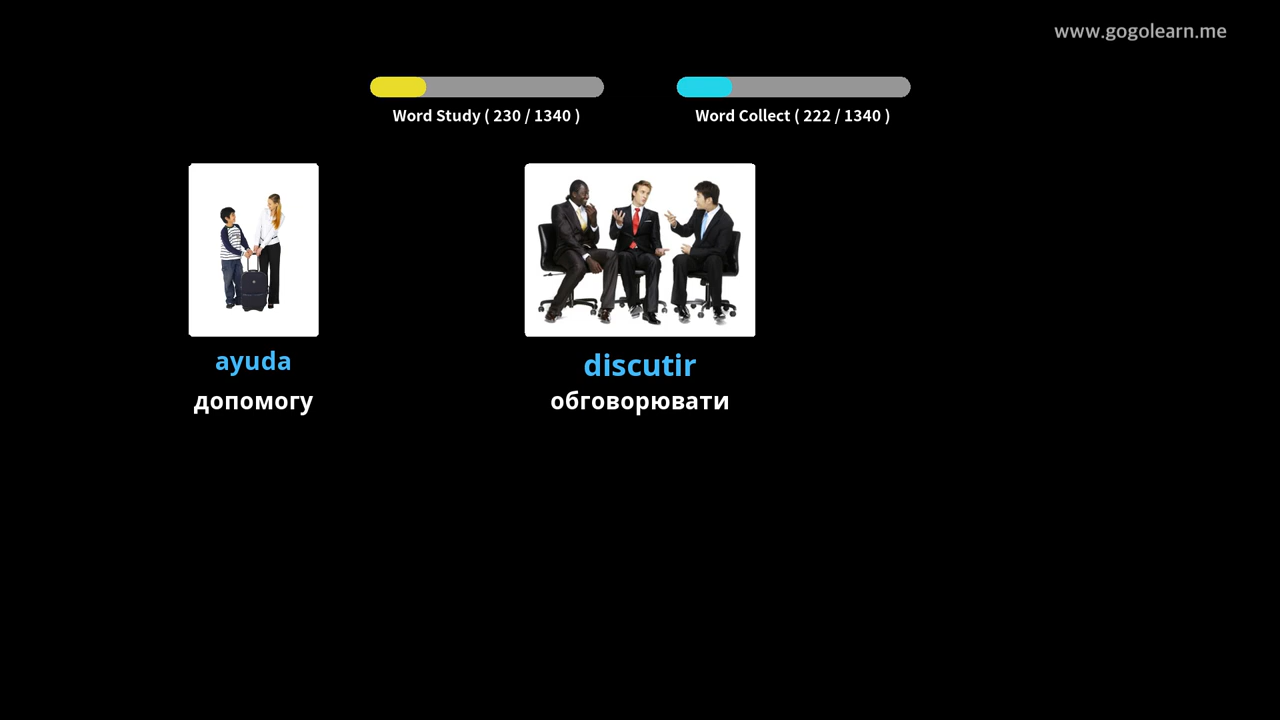 www.gogolearn.me
Word Study ( 230 / 1340 )
Word Collect ( 222 / 1340 )
ayuda
допомогу
discutir
обговорювати